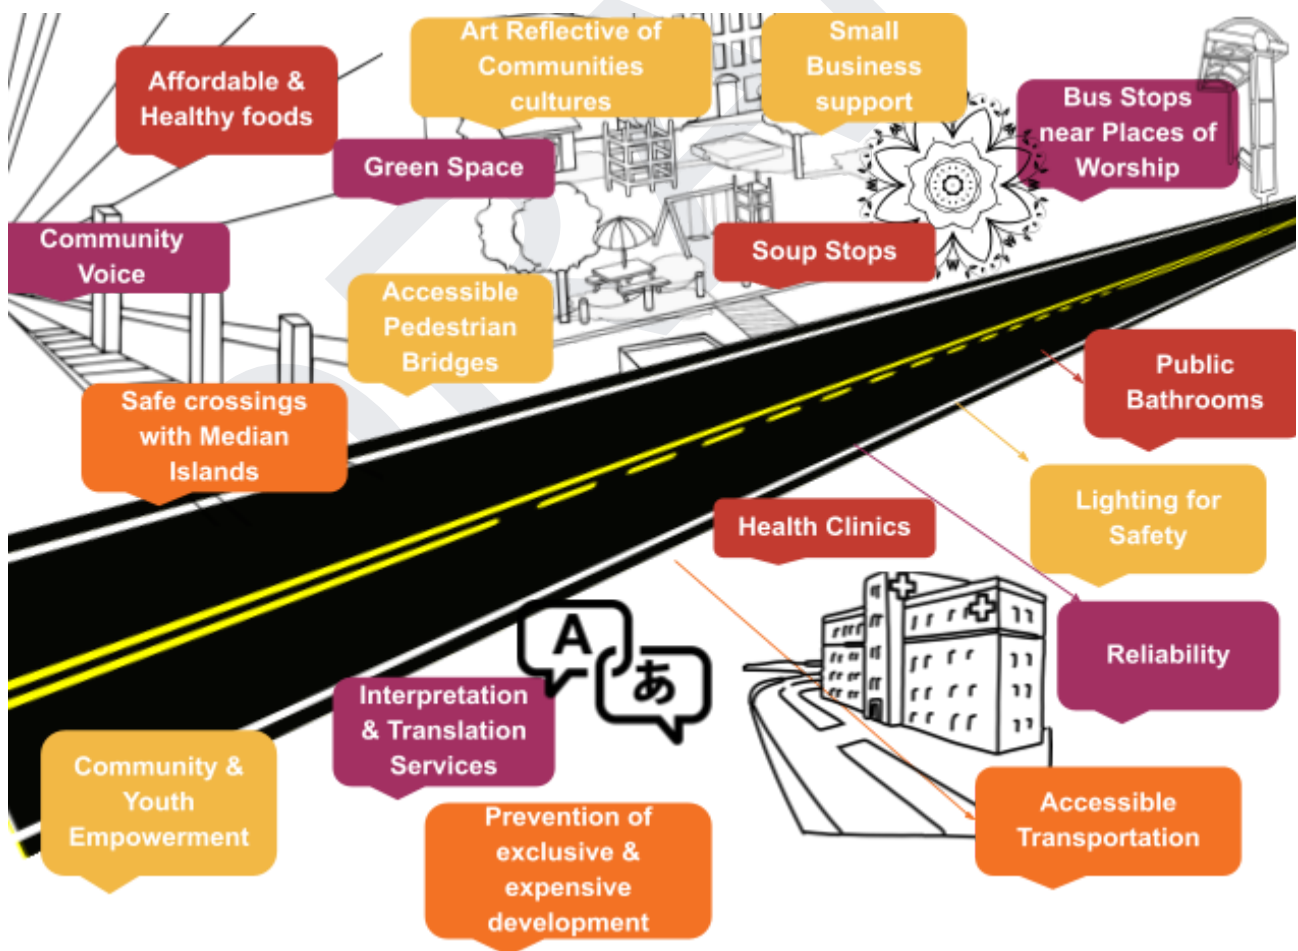 Art Reflective of
Communities
cultures
Small
Business
support
Affordable &
Healthy foods
Bus Stops
near Places of
Worship
Green Space
Community
Voice
Soup Stops
Accessible
Pedestrian
Bridges
Public
Bathrooms
Safe crossings
with Median
Islands
Lighting for
Safety
Health Clinics
A
あ
Reliability
Interpretation
& Translation
Services
Community &
Youth
Empowerment
Accessible
Transportation
Prevention of
exclusive &
expensive
development